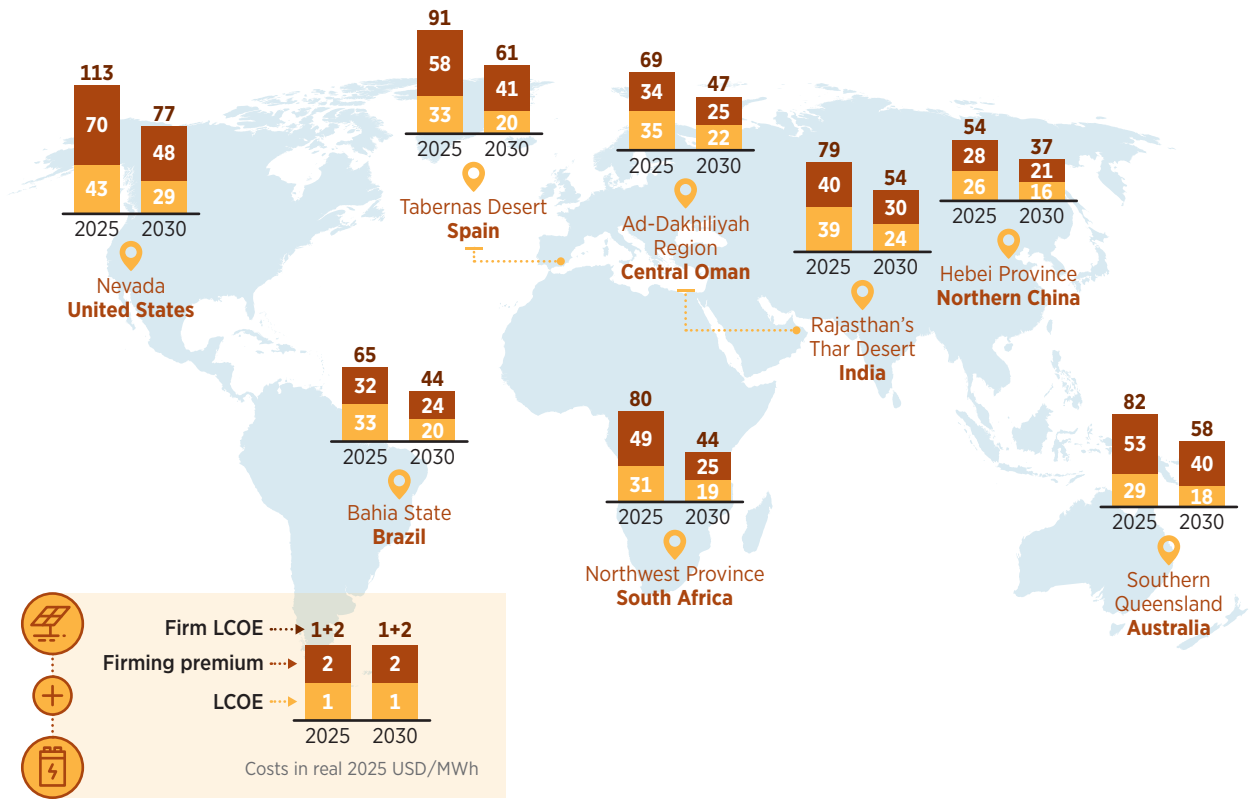 113
70
43
77
48
29
2025 2030
Nevada
United States
91
58
33
61
41
20
2025 2030
Tabernas Desert
Spain
69
34
35
47
25
22
2025 2030
Ad-Dakhiliyah
Region
Central Oman
79
40
39
54
30
24
2025 2030
Rajasthan's
Thar Desert
India
54
28
26
37
21
16
2025 2030
Hebei Province
Northern China
65
32
33
44
24
20
2025 2030
Bahia State
Brazil
80
49
31
44
25
19
2025 2030
Northwest Province
South Africa
82
53
29
58
40
18
2025 2030
Southern
Queensland
Australia
Firm LCOE 1+2 1+2
Firming premium 2 2
LCOE 1 1
2025 2030
Costs in real 2025 USD/MWh